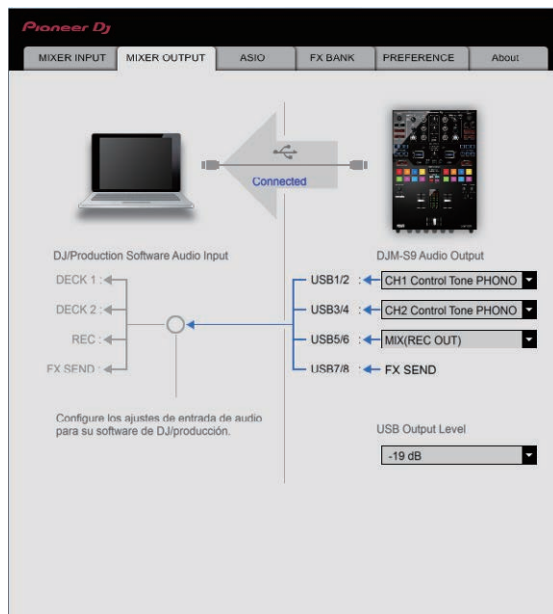 Pioneer Dj
MIXER INPUT MIXER OUTPUT ASIO FX BANK PREFERENCE About
Connected
DJ/Production Software Audio Input
DECK 1 :
DECK 2 :
REC :
FX SEND :
Configure los ajustes de entrada de audio
para su software de DJ/producción.
DJM-S9 Audio Output
USB1/2 : CH1 Control Tone PHONO
USB3/4 : CH2 Control Tone PHONO
USB5/6 : MIX(REC OUT)
USB7/8 : FX SEND
USB Output Level
-19 dB